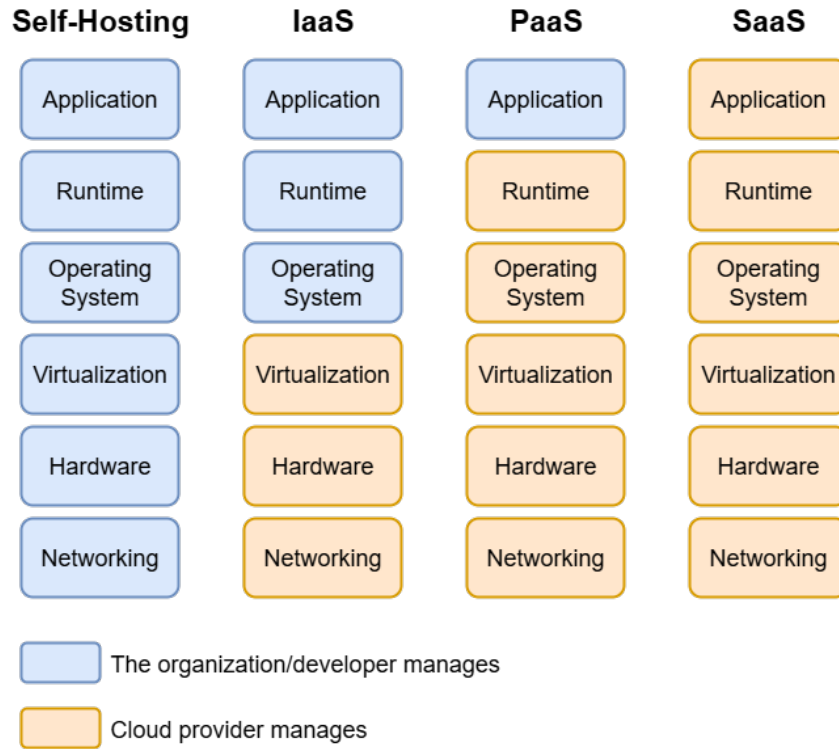 Self-Hosting IaaS PaaS SaaS
Application Application Application Application
Runtime Runtime Runtime Runtime
Operating Operating Operating Operating
System System System System
Virtualization Virtualization Virtualization Virtualization
Hardware Hardware Hardware Hardware
Networking Networking Networking Networking
The organization/developer manages
Cloud provider manages